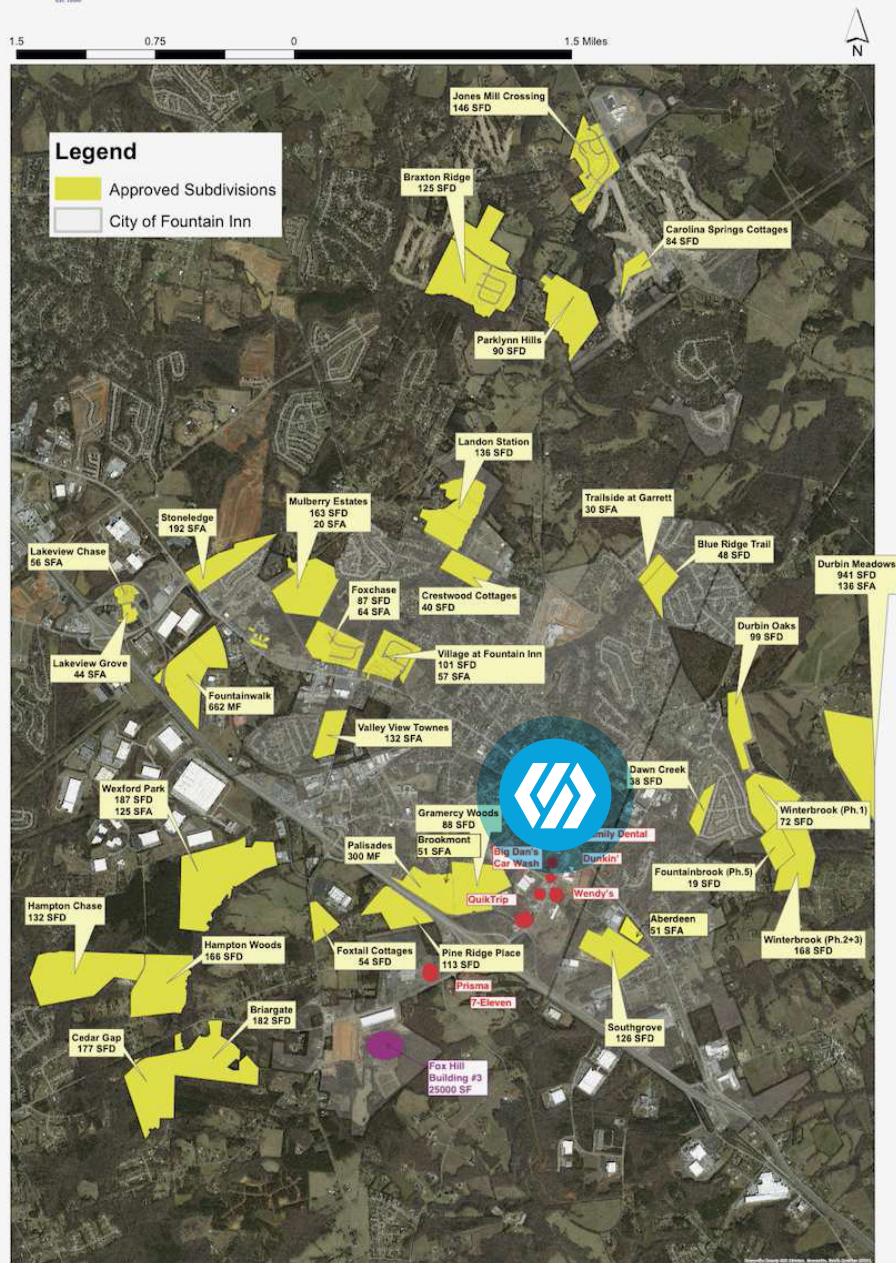 1.5
0.75
0
1.5 Miles
N
Legend
Approved Subdivisions
City of Fountain Inn
Jones Mill Crossing
146 SFD
Braxton Ridge
125 SFD
Carolina Springs Cottages
84 SFD
Parklynn Hills
90 SFD
Landon Station
136 SFD
Mulberry Estates
163 SFD
20 SFA
Trailside at Garrett
30 SFA
Stoneledge
192 SFA
Blue Ridge Trail
48 SFD
Lakeview Chase
56 SFA
Durbin Meadows
941 SFD
136 SFA
Foxchase
87 SFD
64 SFA
Crestwood Cottages
40 SFD
Durbin Oaks
99 SFD
Village at Fountain Inn
101 SFD
57 SFA
Lakeview Grove
44 SFA
Fountainwalk
662 MF
Valley View Townes
132 SFA
Dawn Creek
38 SFD
Wexford Park
187 SFD
125 SFA
Gramercy Woods
88 SFD
Winterbrook (Ph.1)
72 SFD
Brookmont
51 SFA
Palisades
300 MF
Family Dental
Big Dan's
Car Wash
Dunkin'
Fountainbrook (Ph.5)
19 SFD
QuikTrip
Wendy's
Hampton Chase
132 SFD
Aberdeen
51 SFA
Winterbrook (Ph.2+3)
168 SFD
Hampton Woods
166 SFD
Foxtail Cottages
54 SFD
Pine Ridge Place
113 SFD
Prisma
7-Eleven
Briargate
182 SFD
Southgrove
126 SFD
Cedar Gap
177 SFD
Fox Hill
Building #3
25000 SF